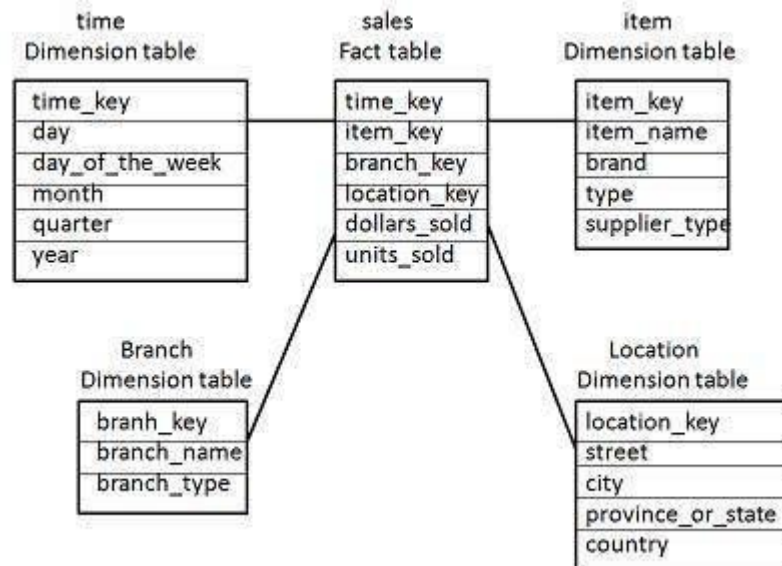 time
Dimension table
time_key
day
day_of_the_week
month
quarter
year
sales
Fact table
time_key
item_key
branch_key
location_key
dollars_sold
units_sold
item
Dimension table
item_key
item_name
brand
type
supplier_type
Branch
Dimension table
branh_key
branch_name
branch_type
Location
Dimension table
location_key
street
city
province_or_state
country